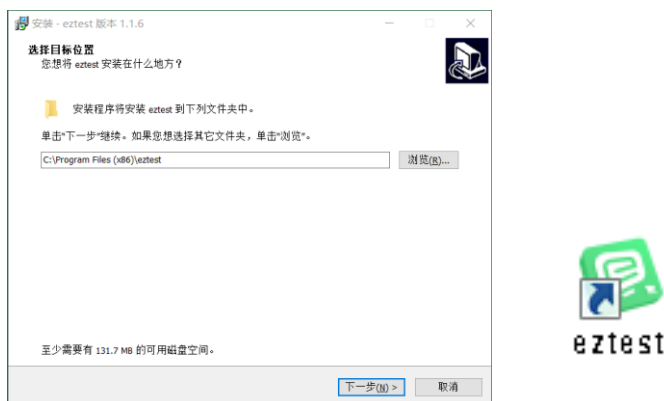 安装 - eztest 版本 1.1.6
选择目标位置
您想将 eztest 安装在什么地方？
安装程序将安装 eztest 到下列文件夹中。
单击“下一步”继续。如果您想选择其它文件夹，单击“浏览”。
C:\Program Files (x86)\eztest
浏览(R)...
至少需要有 131.7 MB 的可用磁盘空间。
下一步(N) >
取消
eztest